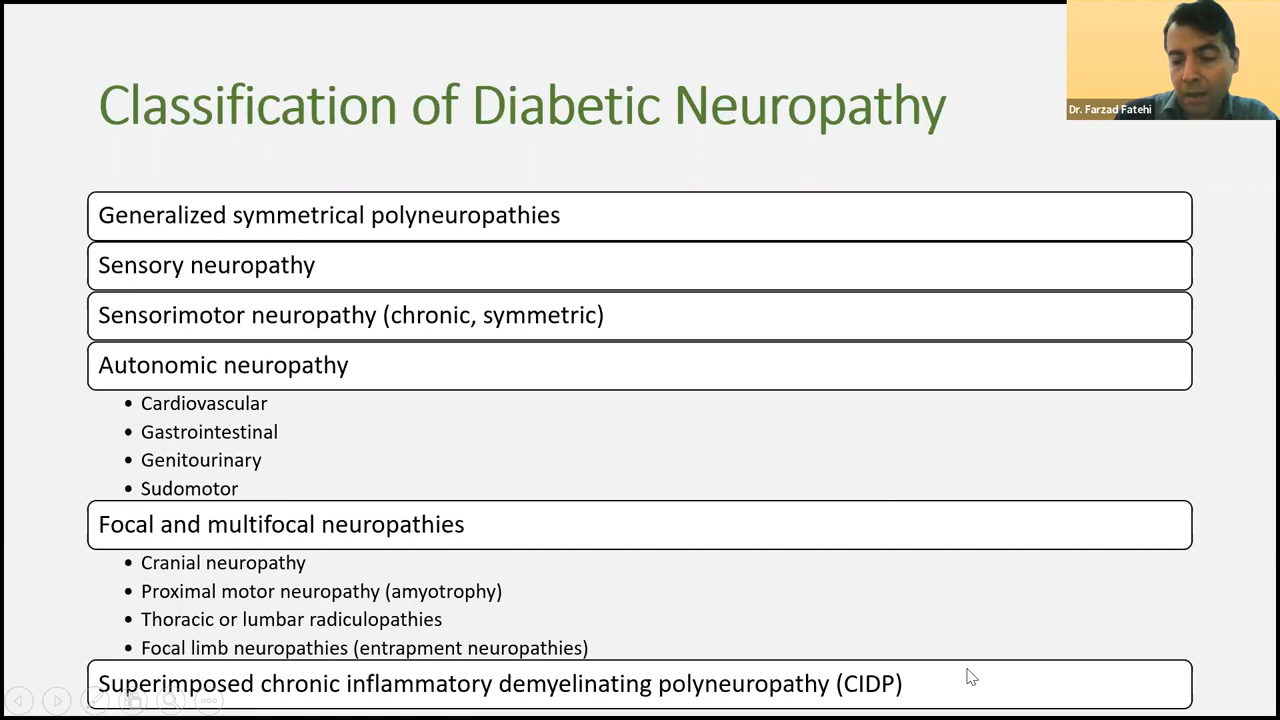 Classification of Diabetic Neuropathy
Dr. Farzad Fatehi
Generalized symmetrical polyneuropathies
Sensory neuropathy
Sensorimotor neuropathy (chronic, symmetric)
Autonomic neuropathy
• Cardiovascular
• Gastrointestinal
• Genitourinary
• Sudomotor
Focal and multifocal neuropathies
• Cranial neuropathy
• Proximal motor neuropathy (amyotrophy)
• Thoracic or lumbar radiculopathies
• Focal limb neuropathies (entrapment neuropathies)
Superimposed chronic inflammatory demyelinating polyneuropathy (CIDP)